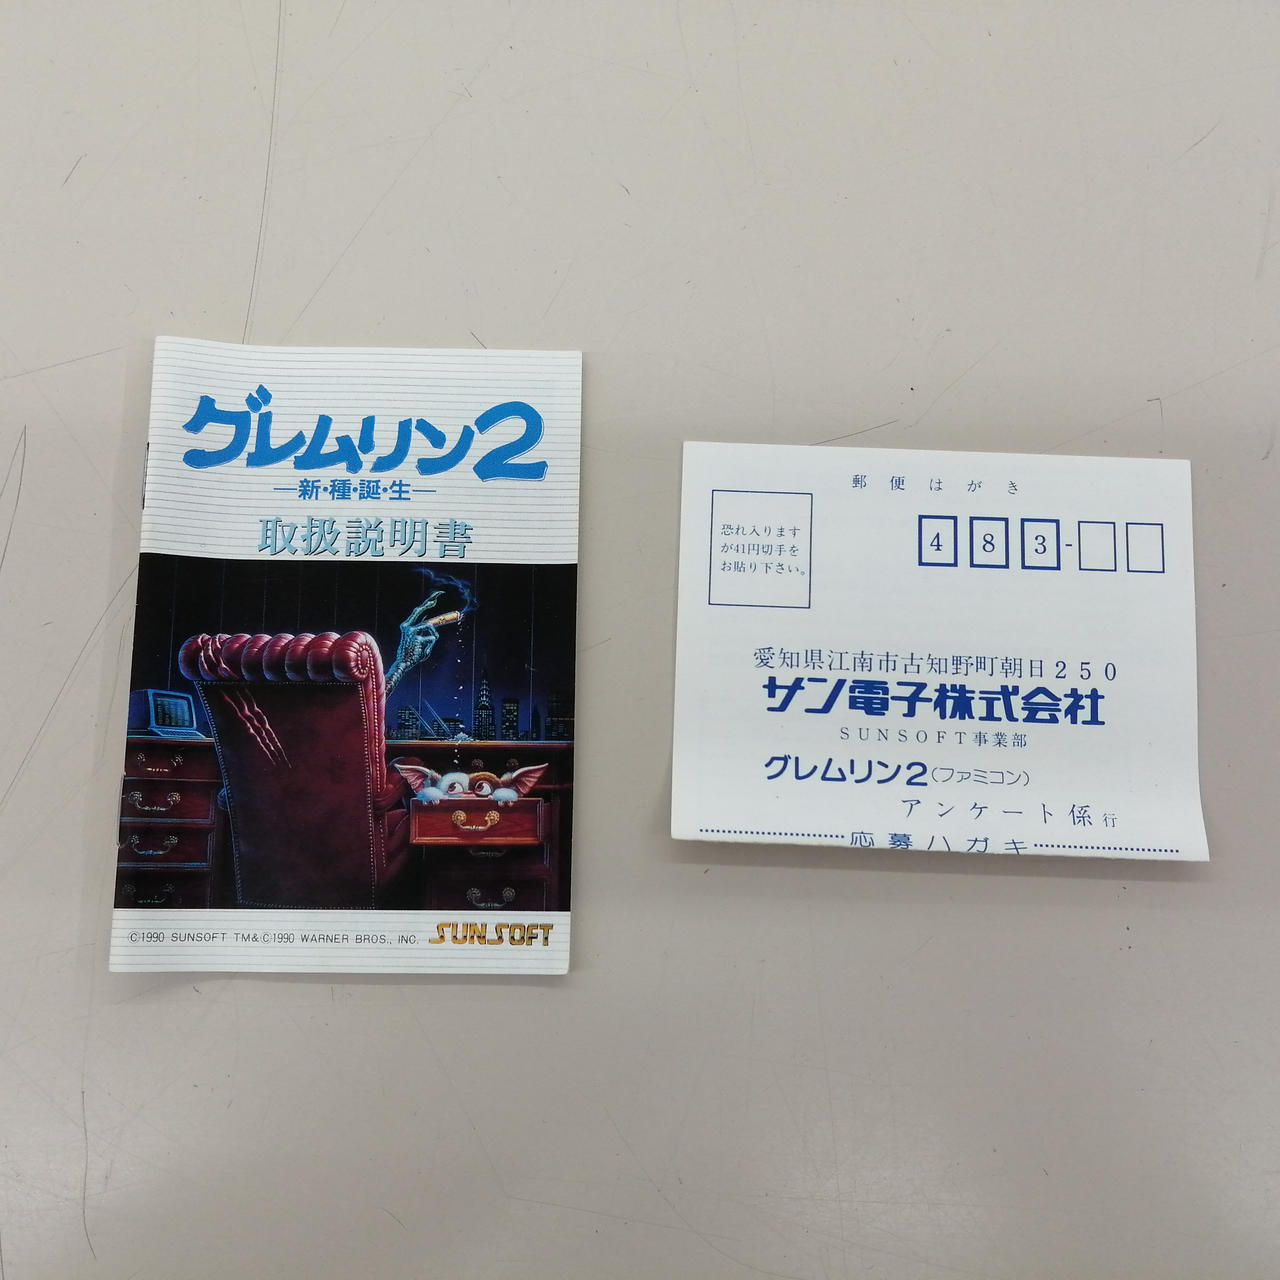 グレムリン2
―新・種・誕・生―
取扱説明書
©1990 SUNSOFT TM&©1990 WARNER BROS., INC.
SUNSOFT
郵便はがき
恐れ入ります
が41円切手を
お貼り下さい。
483-
愛知県江南市古知野町朝日250
サン電子株式会社
SUNSOFT事業部
グレムリン2(ファミコン)
アンケート係行
応募ハガキ